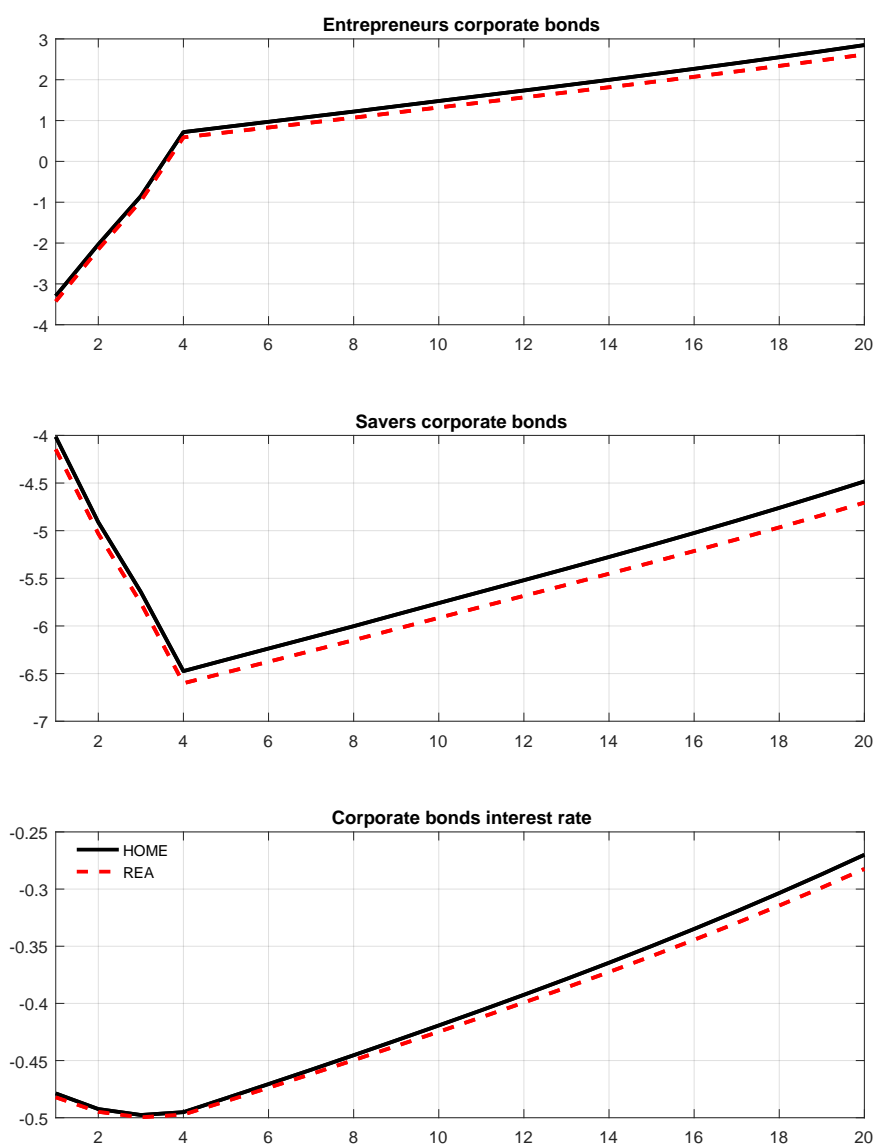 Entrepreneurs corporate bonds
3
2
1
0
-1
-2
-3
-4
2 4 6 8 10 12 14 16 18 20
Savers corporate bonds
-4
-4.5
-5
-5.5
-6
-6.5
-7
2 4 6 8 10 12 14 16 18 20
Corporate bonds interest rate
-0.25
HOME
REA
-0.3
-0.35
-0.4
-0.45
-0.5
2 4 6 8 10 12 14 16 18 20